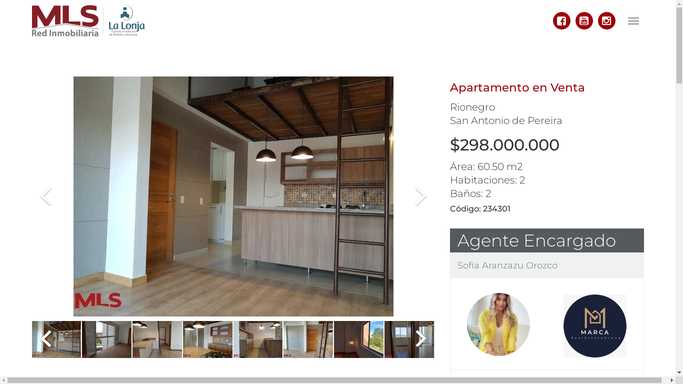 MLS
Red Inmobiliaria
La Lonja
Apartamento en Venta
Rionegro
San Antonio de Pereira
$298.000.000
Área: 60.50 m2
Habitaciones: 2
Baños: 2
Código: 234301
Agente Encargado
Sofia Aranzazu Orozco
MLS
MARCA